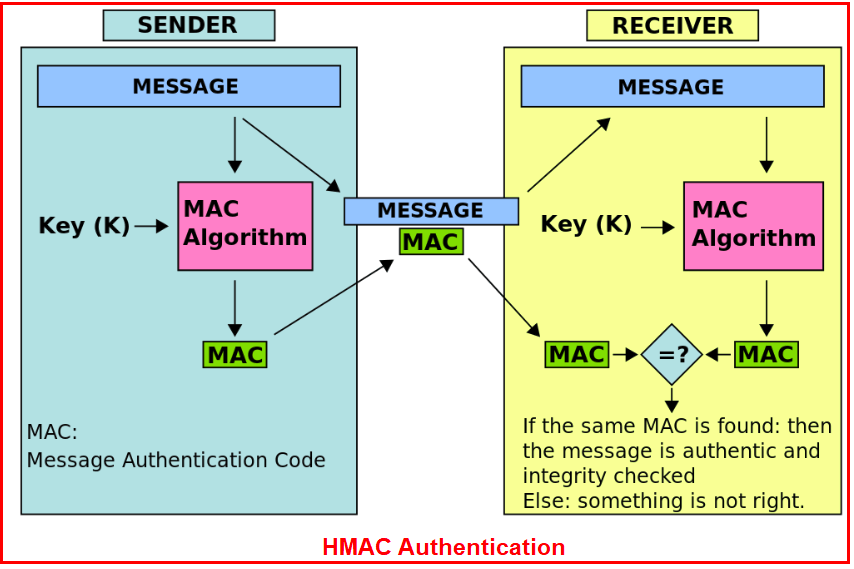 SENDER
MESSAGE
Key (K)
MAC
Algorithm
MAC
MAC:
Message Authentication Code
MESSAGE
MAC
RECEIVER
MESSAGE
Key (K)
MAC
Algorithm
MAC
=?
MAC
If the same MAC is found: then
the message is authentic and
integrity checked
Else: something is not right.
HMAC Authentication